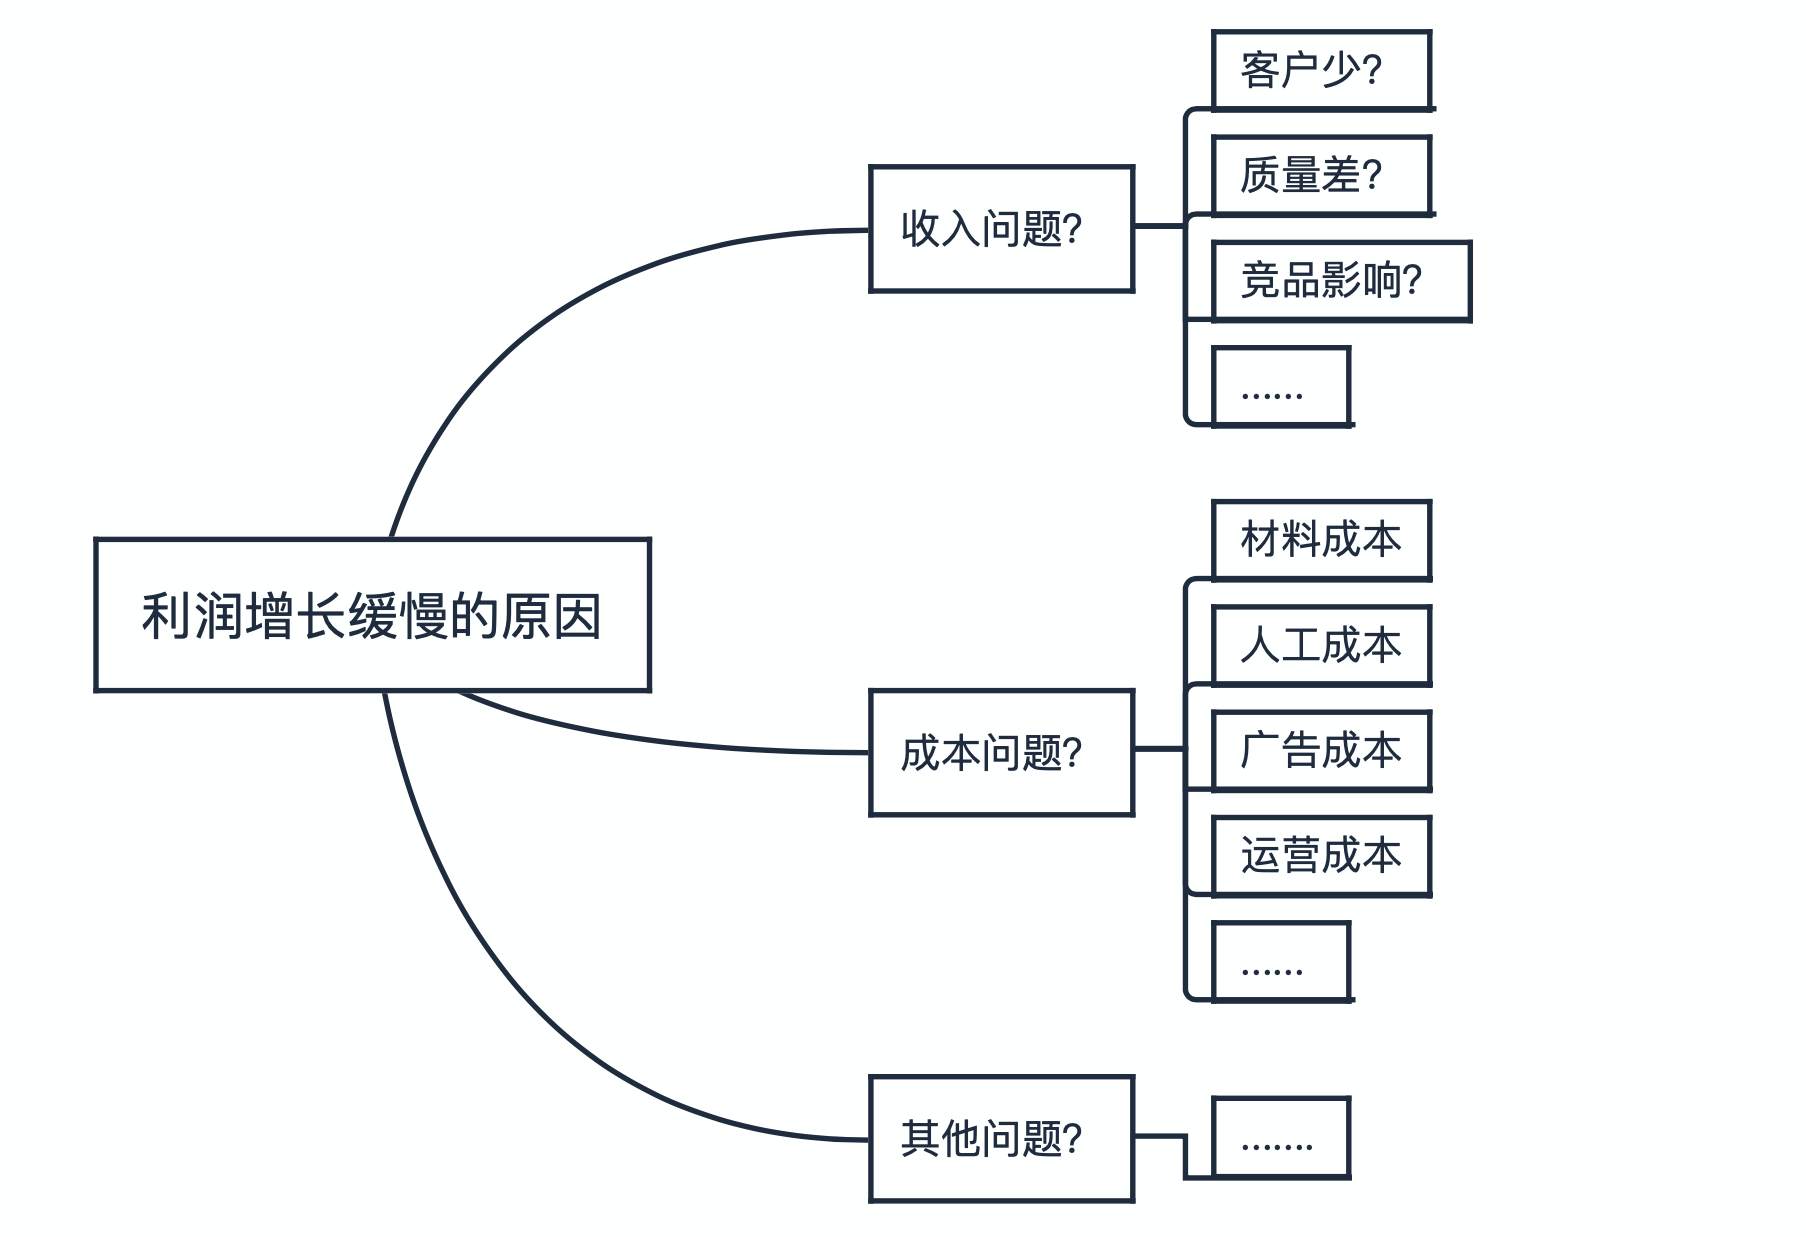 客户少?
质量差?
收入问题?
竞品影响?
......
材料成本
利润增长缓慢的原因
人工成本
广告成本
成本问题?
运营成本
......
其他问题?
.......